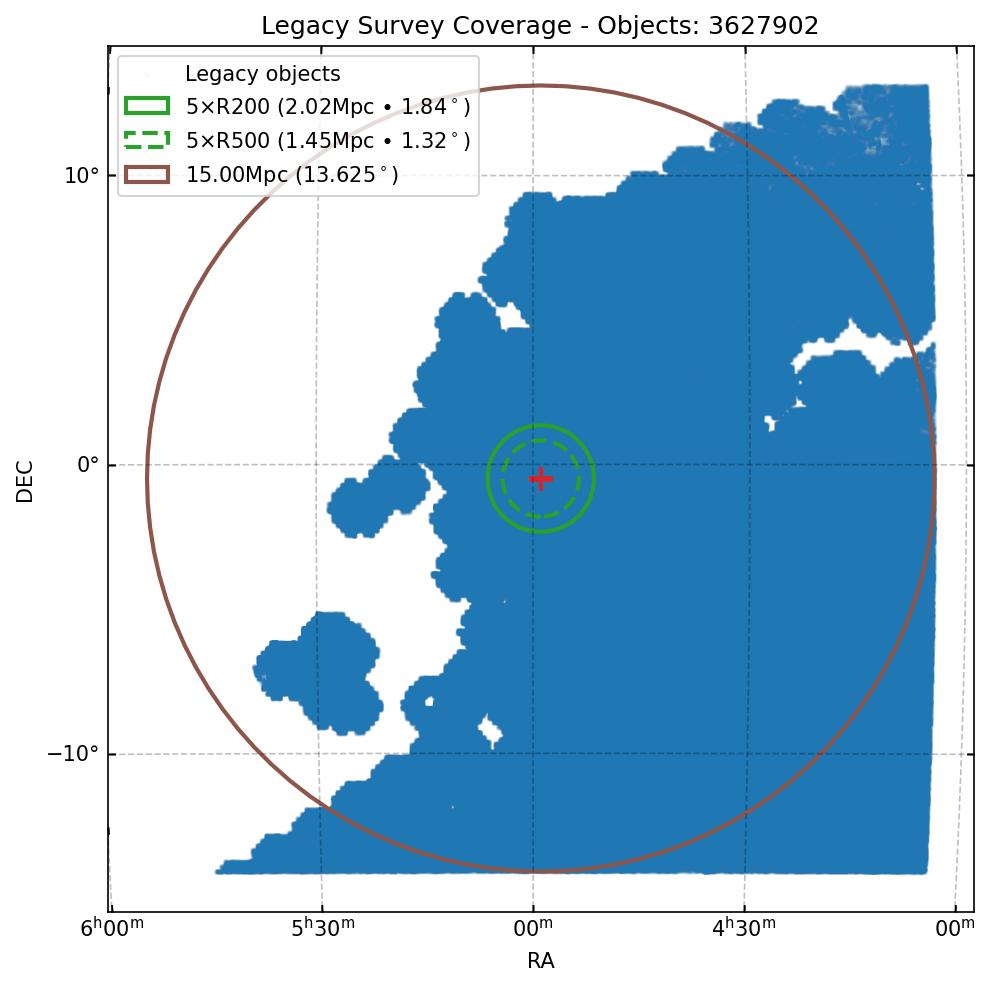 Legacy Survey Coverage - Objects: 3627902
Legacy objects
5×R200 (2.02Mpc • 1.84°)
5×R500 (1.45Mpc • 1.32°)
15.00Mpc (13.625°)
10°
0°
−10°
DEC
6ʰ00ᵐ 5ʰ30ᵐ 00ᵐ 4ʰ30ᵐ 00ᵐ
RA